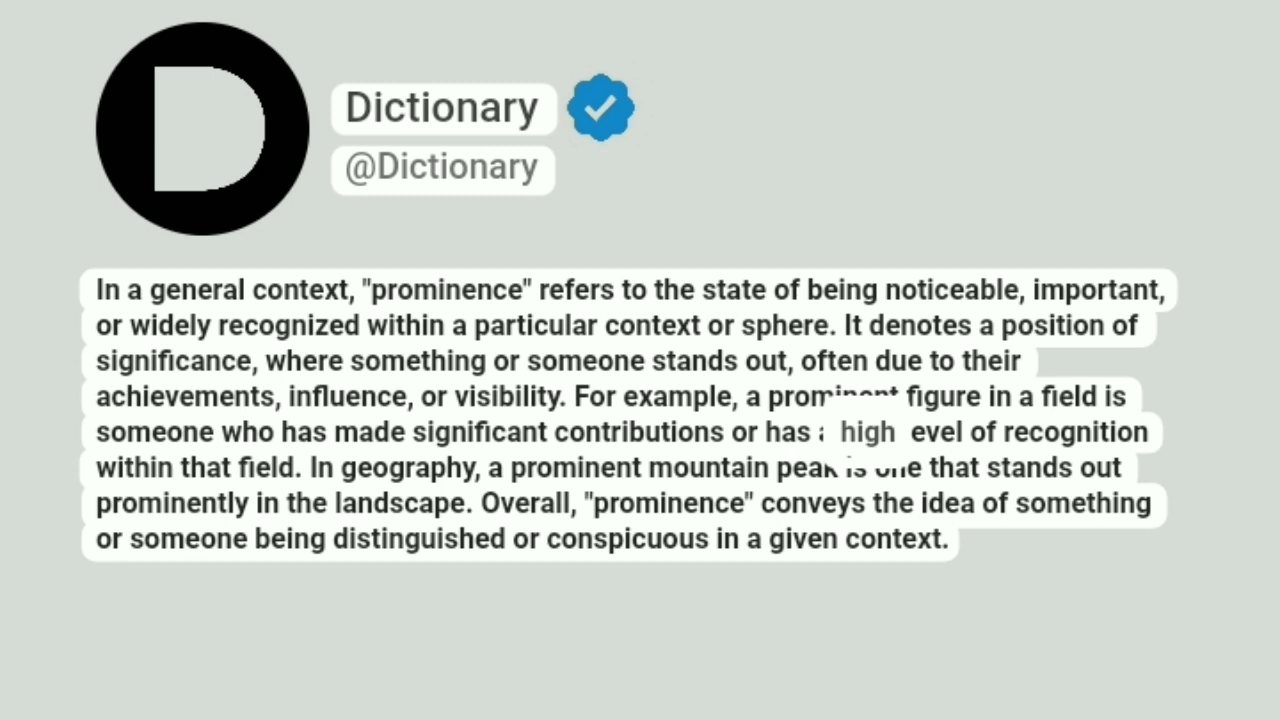 D
Dictionary
@Dictionary
In a general context, "prominence" refers to the state of being noticeable, important,
or widely recognized within a particular context or sphere. It denotes a position of
significance, where something or someone stands out, often due to their
achievements, influence, or visibility. For example, a prominent figure in a field is
someone who has made significant contributions or has high evel of recognition
within that field. In geography, a prominent mountain peak is one that stands out
prominently in the landscape. Overall, "prominence" conveys the idea of something
or someone being distinguished or conspicuous in a given context.